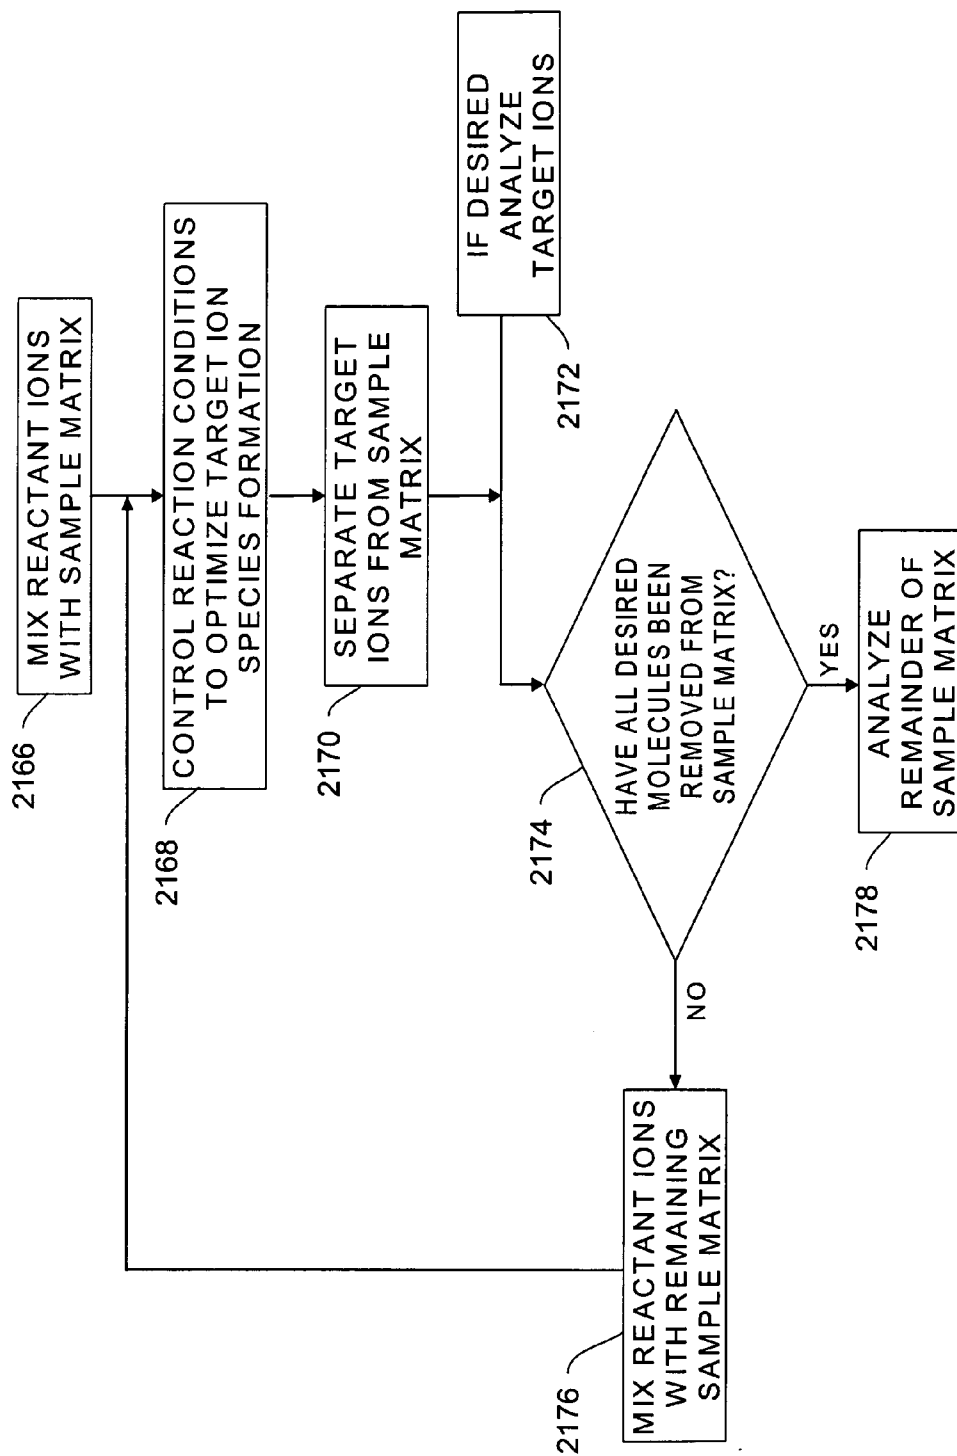 MIX REACTANT IONS
WITH SAMPLE MATRIX
2166
CONTROL REACTION CONDITIONS
TO OPTIMIZE TARGET ION
SPECIES FORMATION
2168
SEPARATE TARGET
IONS FROM SAMPLE
MATRIX
2170
IF DESIRED
ANALYZE
TARGET IONS
2172
HAVE ALL DESIRED
MOLECULES BEEN
REMOVED FROM
SAMPLE MATRIX?
2174
NO
YES
MIX REACTANT IONS
WITH REMAINING
SAMPLE MATRIX
2176
ANALYZE
REMAINDER OF
SAMPLE MATRIX
2178